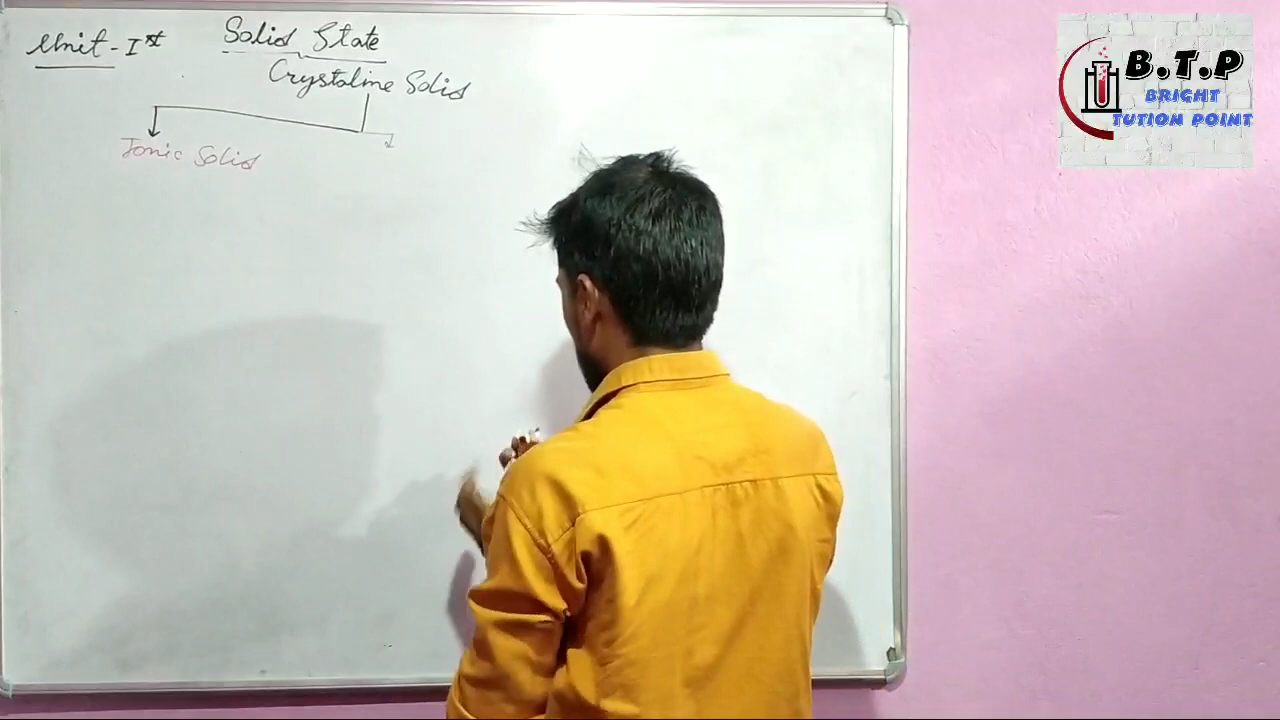 Unit-Ist
Solid State
Crystaline Solid
Ionic Solid
B.T.P
BRIGHT
TUTION POINT